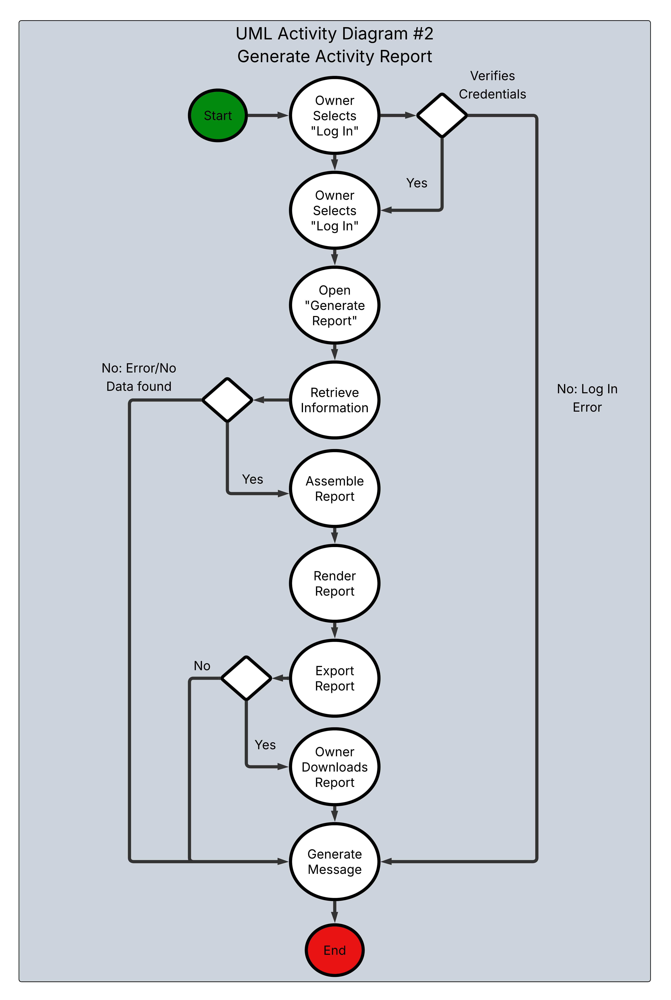 UML Activity Diagram #2
Generate Activity Report
Verifies
Credentials
Start
Owner
Selects
"Log In"
Yes
Owner
Selects
"Log In"
Open
"Generate
Report"
No: Error/No
Data found
Retrieve
Information
No: Log In
Error
Yes
Assemble
Report
Render
Report
No
Export
Report
Yes
Owner
Downloads
Report
Generate
Message
End